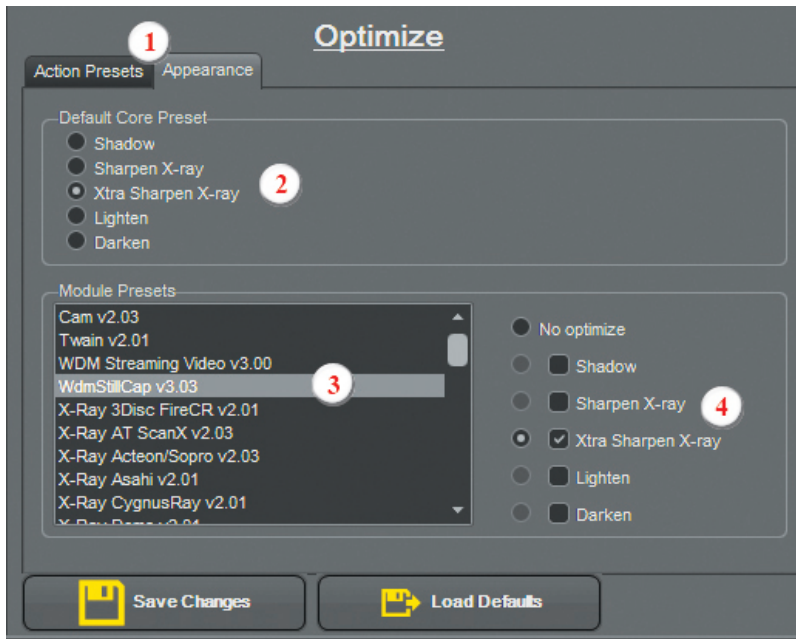 Optimize
1
Action Presets Appearance
Default Core Preset
Shadow
Sharpen X-ray
Xtra Sharpen X-ray
2
Lighten
Darken
Module Presets
Cam v2.03
Twain v2.01
WDM Streaming Video v3.00
WdmStillCap v3.03
3
X-Ray 3Disc FireCR v2.01
X-Ray AT ScanX v2.03
X-Ray Acteon/Sopro v2.03
X-Ray Asahi v2.01
X-Ray CygnusRay v2.01
No optimize
Shadow
Sharpen X-ray
4
Xtra Sharpen X-ray
Lighten
Darken
Save Changes Load Defaults